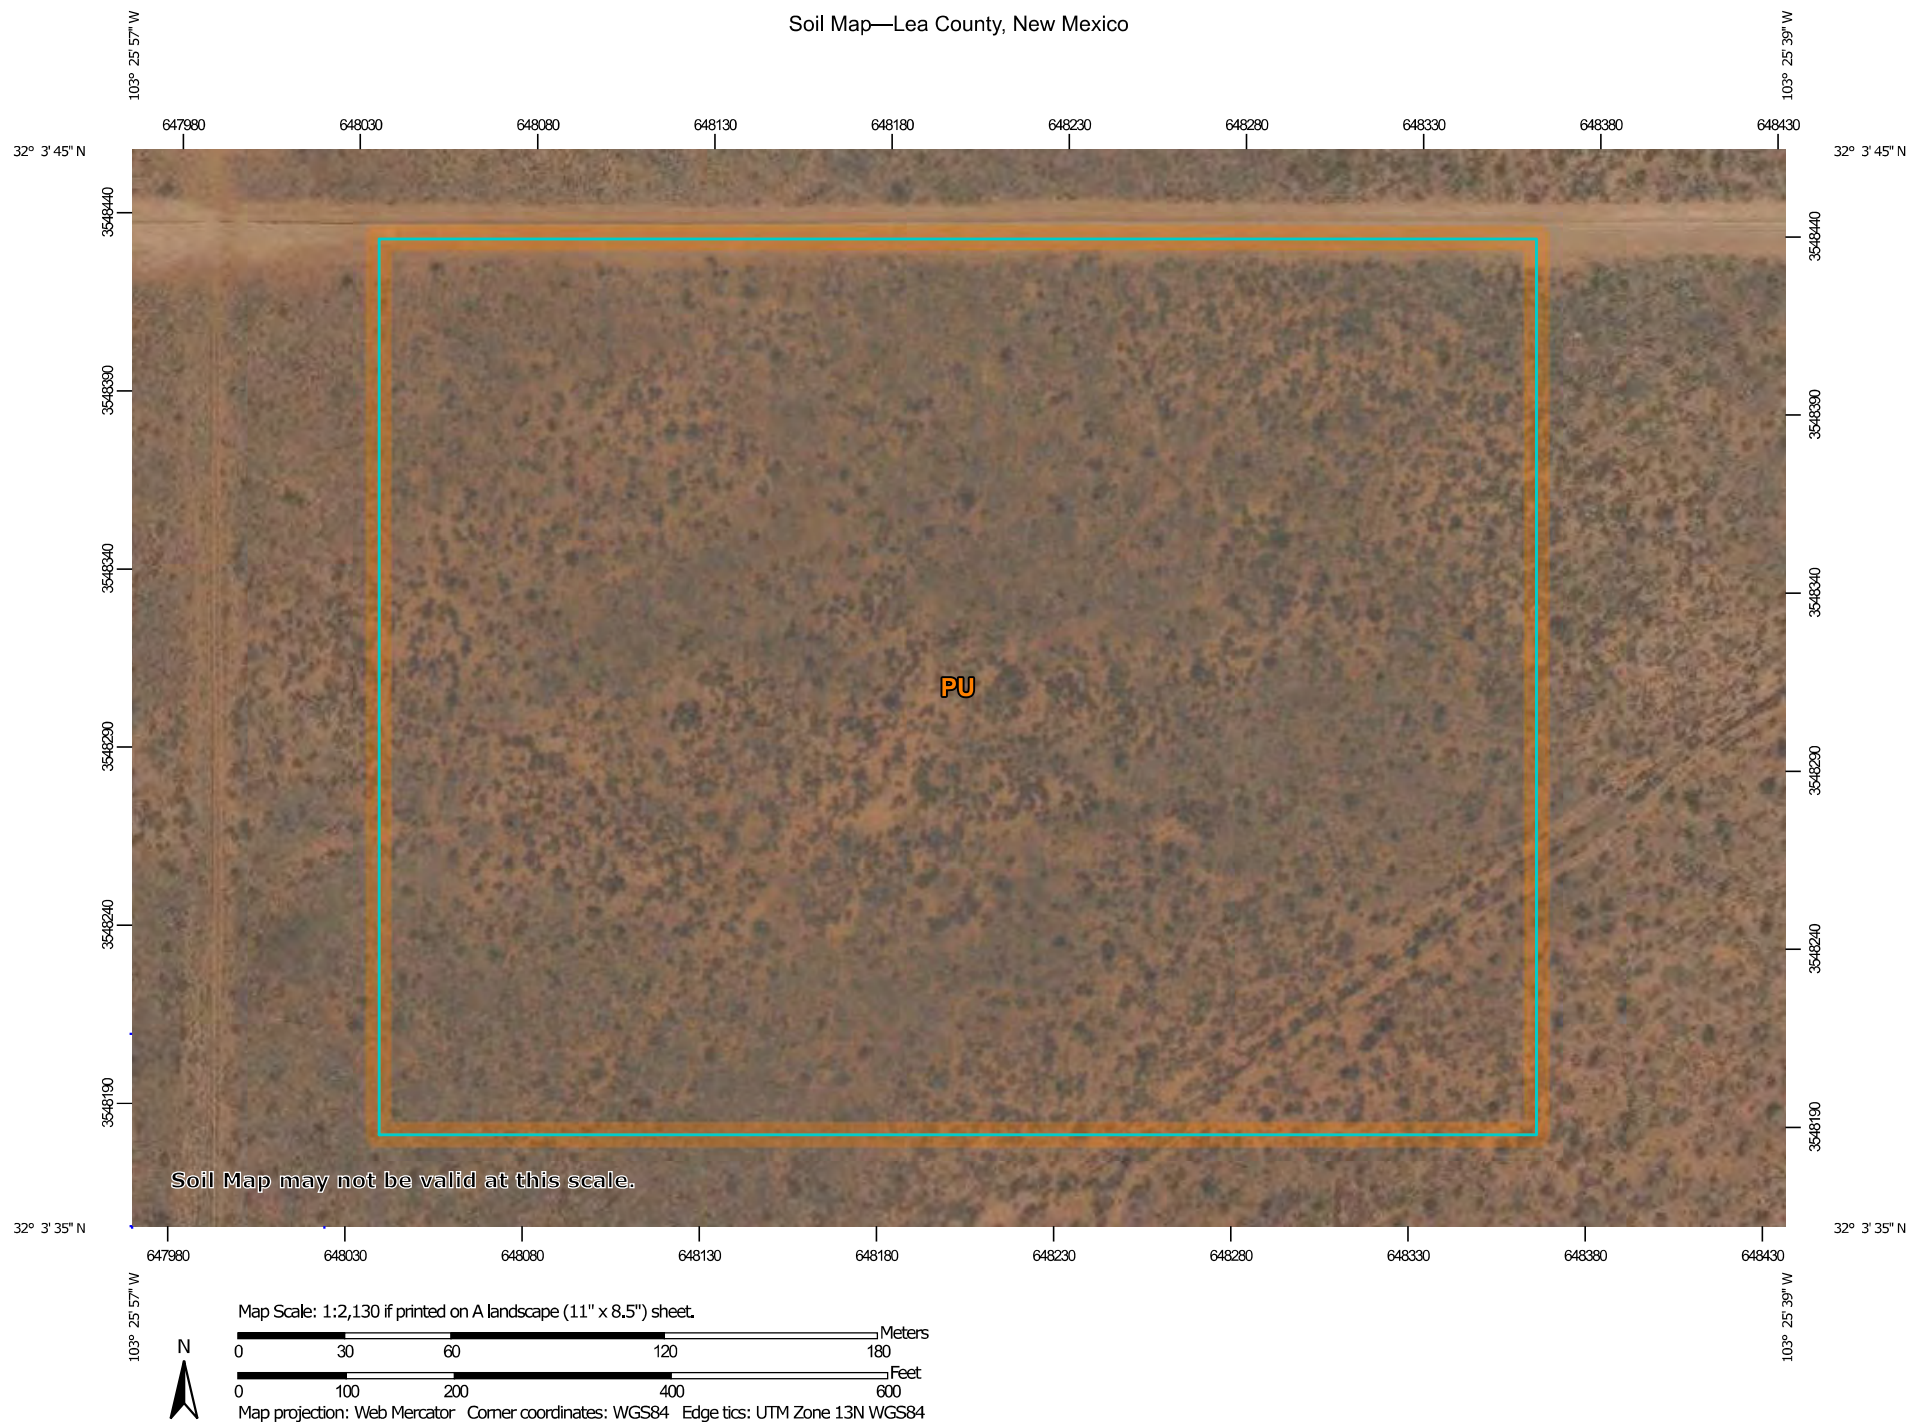 Soil Map—Lea County, New Mexico
103° 25' 57" W
103° 25' 39" W
647980 648030 648080 648130 648180 648230 648280 648330 648380 648430
32° 3' 45" N
32° 3' 45" N
3548440
3548440
3548390
3548390
3548340
3548340
PU
3548290
3548290
3548240
3548240
3548190
3548190
Soil Map may not be valid at this scale.
32° 3' 35" N
32° 3' 35" N
647980 648030 648080 648130 648180 648230 648280 648330 648380 648430
103° 25' 57" W
103° 25' 39" W
Map Scale: 1:2,130 if printed on A landscape (11" x 8.5") sheet.
Meters
N
0 30 60 120 180
Feet
0 100 200 400 600
Map projection: Web Mercator Corner coordinates: WGS84 Edge tics: UTM Zone 13N WGS84